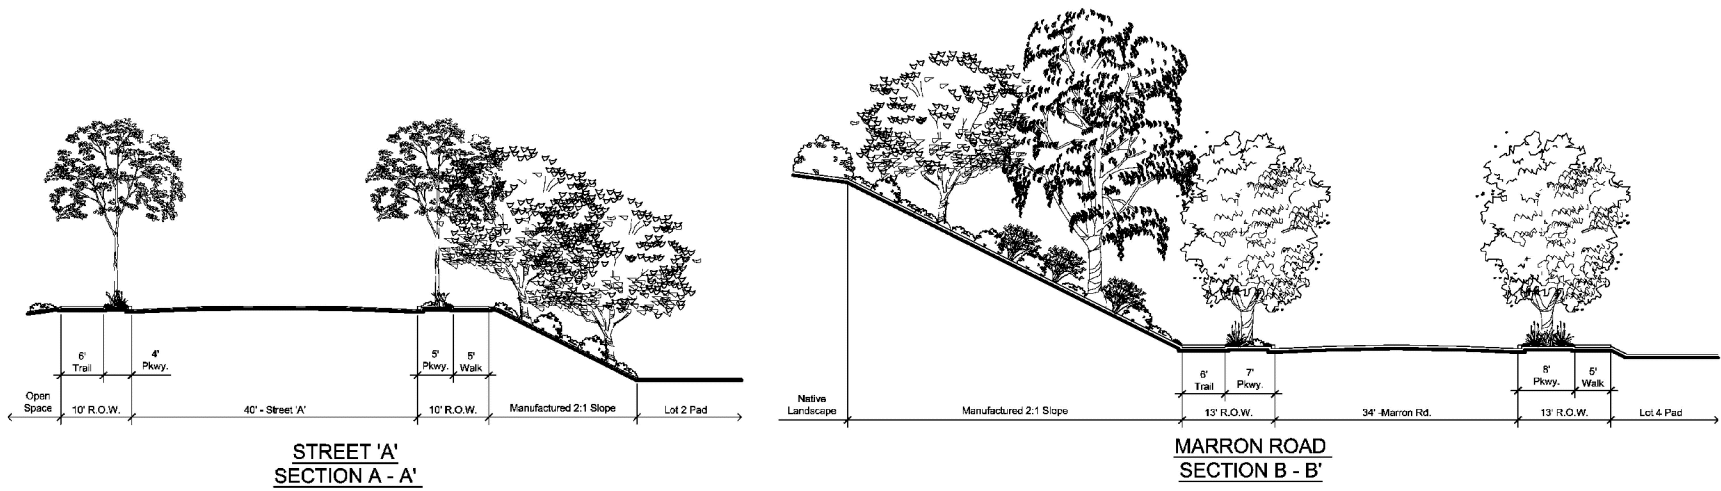 6'
Trail
4'
Pkwy.
5'
Pkwy.
5'
Walk
Open
Space
10' R.O.W.
40' - Street 'A'
10' R.O.W.
Manufactured 2:1 Slope
Lot 2 Pad
STREET 'A'
SECTION A - A'
6'
Trail
7'
Pkwy.
8'
Pkwy.
5'
Walk
Native
Landscape
Manufactured 2:1 Slope
13' R.O.W.
34' -Marron Rd.
13' R.O.W.
Lot 4 Pad
MARRON ROAD
SECTION B - B'